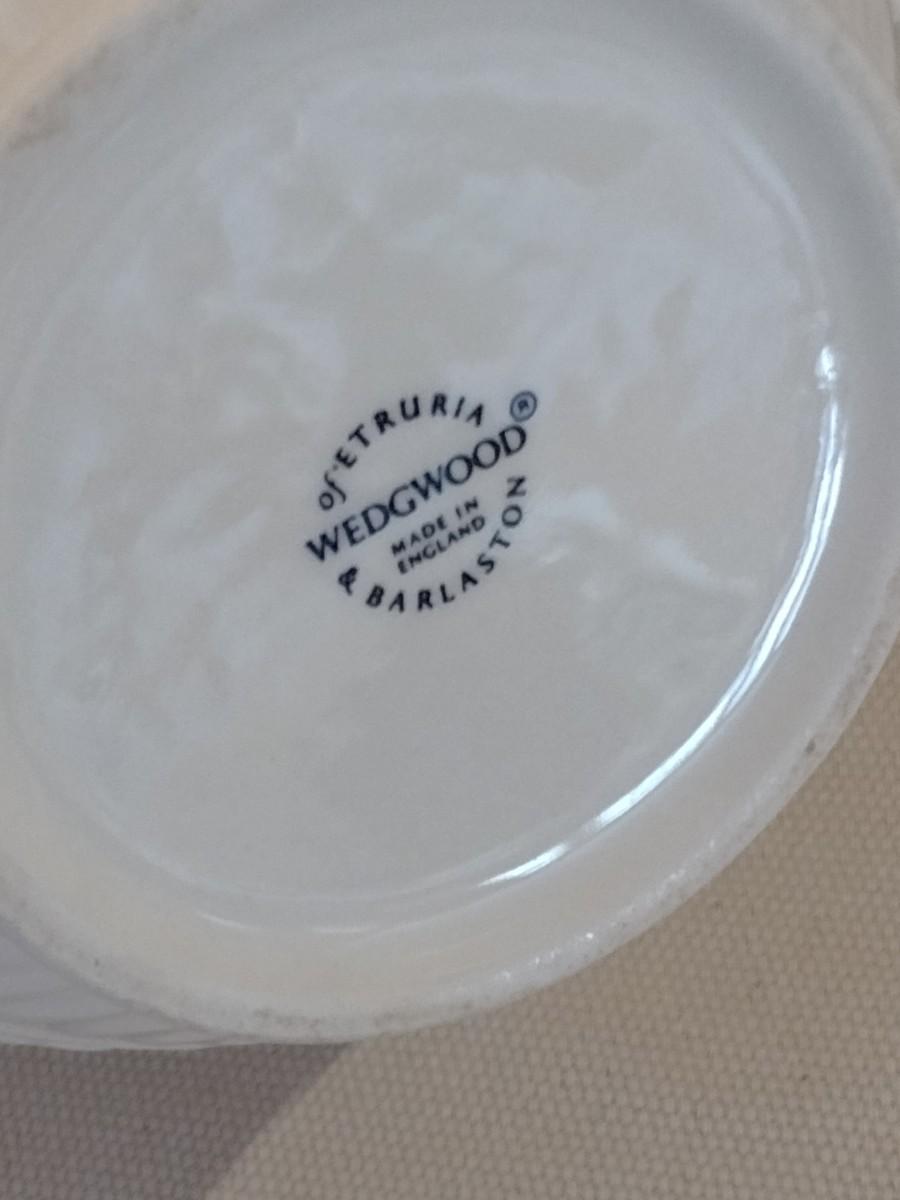 of ETRURIA
WEDGWOOD ®
MADE IN
ENGLAND
& BARLASTON